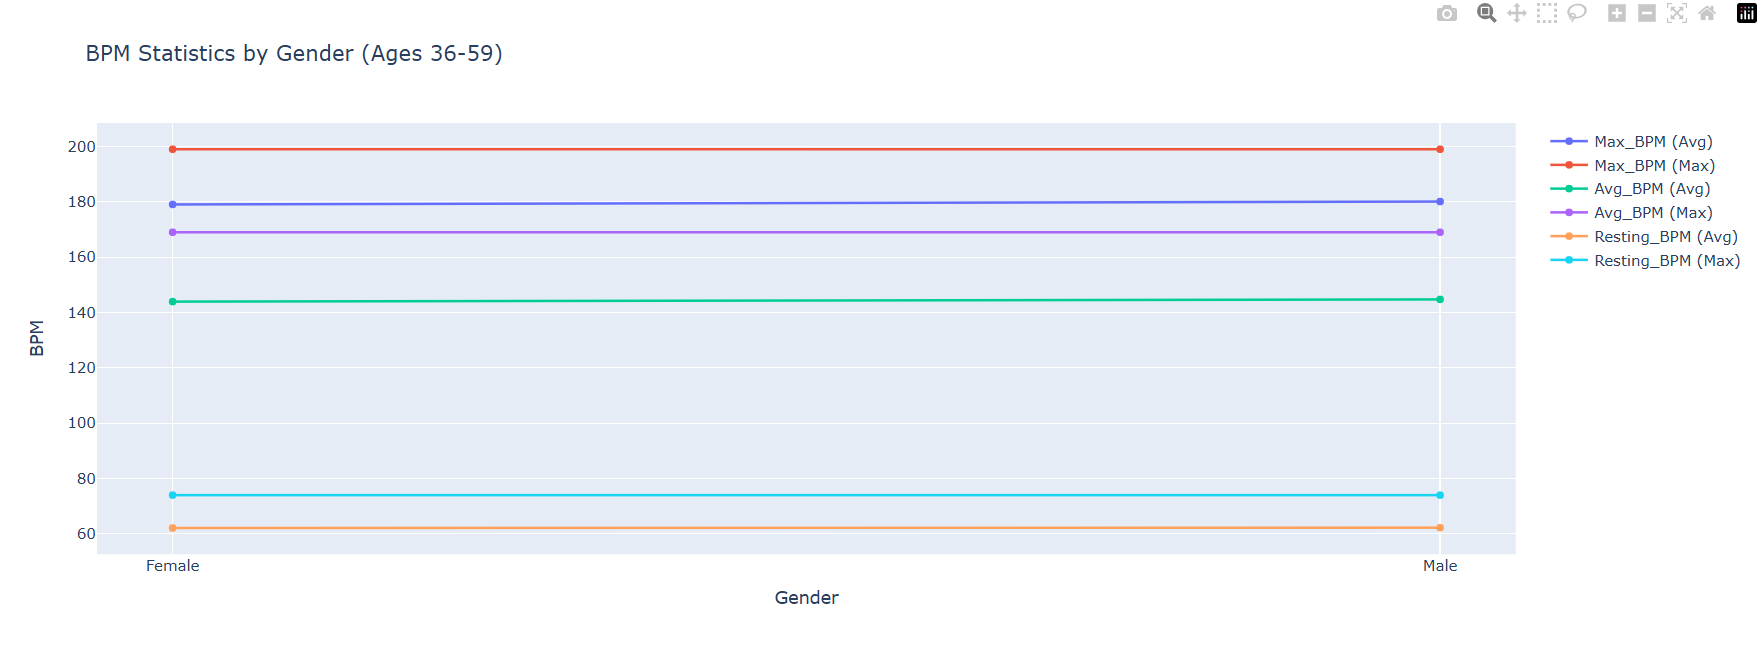 BPM Statistics by Gender (Ages 36-59)
200
180
160
140
120
100
80
60
BPM
Female
Male
Gender
Max_BPM (Avg)
Max_BPM (Max)
Avg_BPM (Avg)
Avg_BPM (Max)
Resting_BPM (Avg)
Resting_BPM (Max)